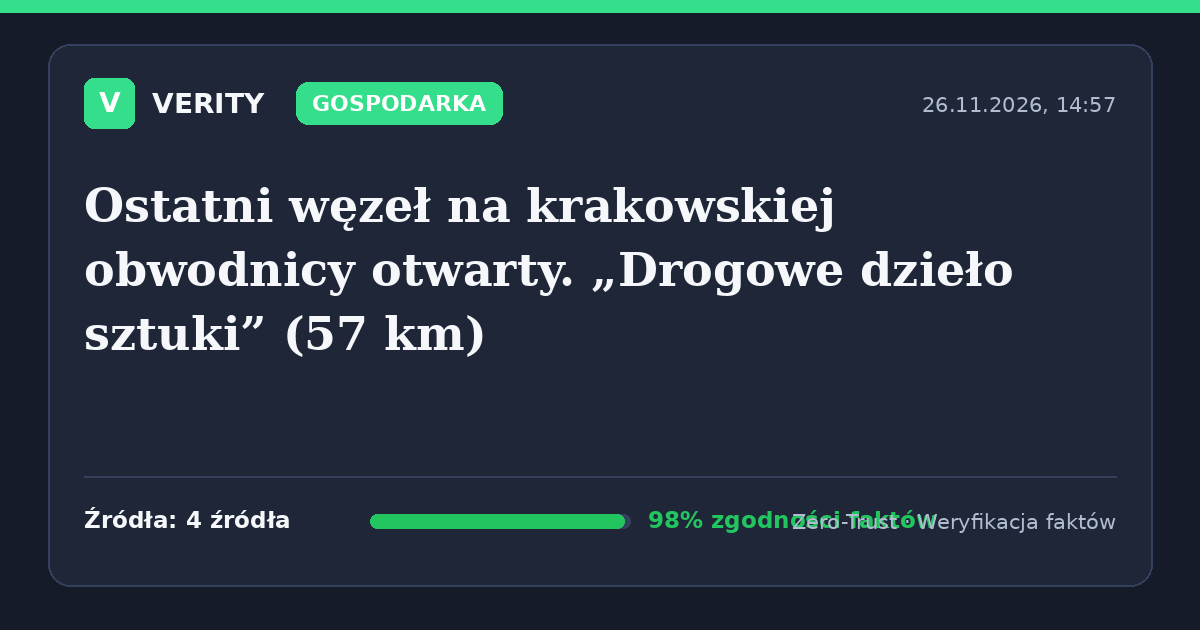 V VERITY GOSPODARKA 26.11.2026, 14:57
Ostatni węzeł na krakowskiej
obwodnicy otwarty. „Drogowe dzieło
sztuki” (57 km)
Źródła: 4 źródła 98% zgodności faktów Zero-Trust · Weryfikacja faktów